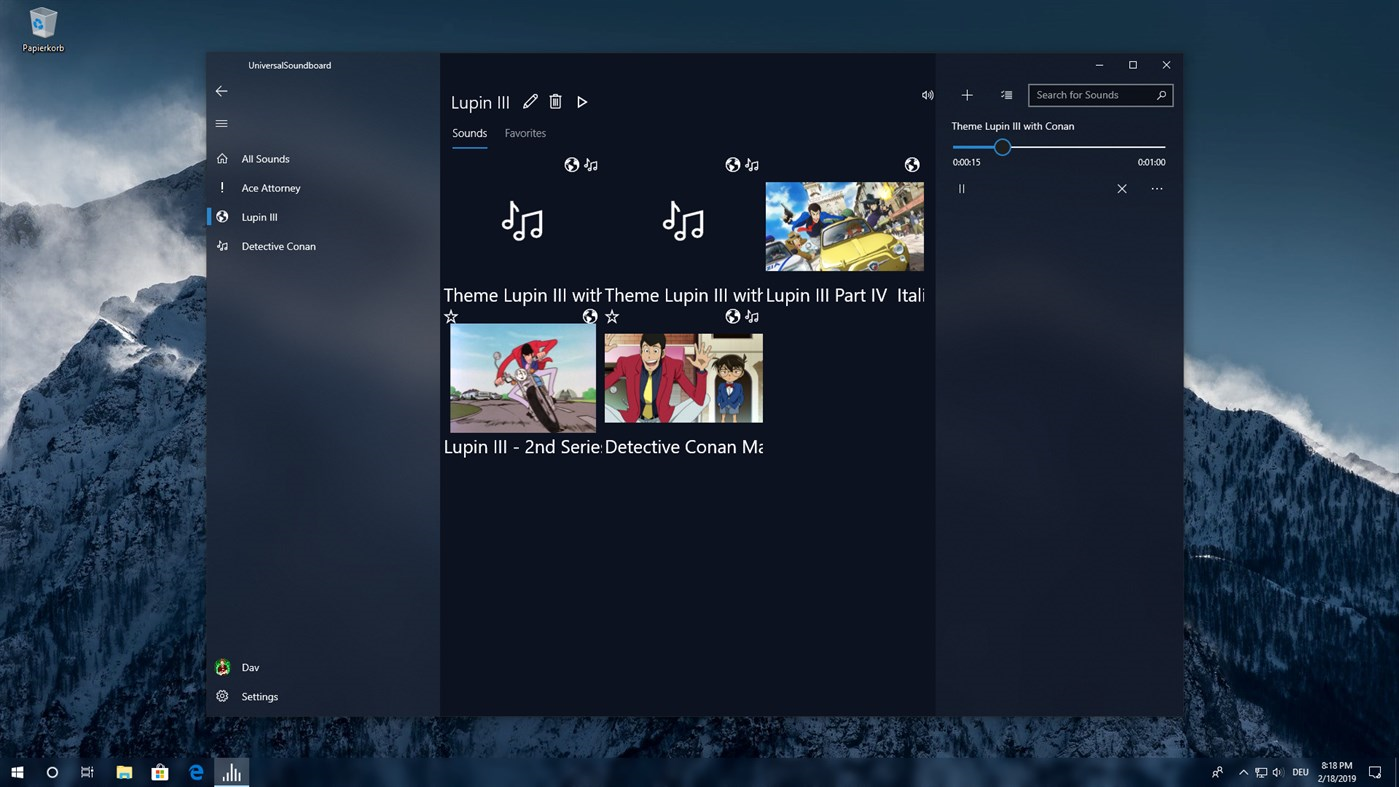 Papierkorb
UniversalSoundboard
Lupin III
Search for Sounds
Sounds
Favorites
All Sounds
Ace Attorney
Lupin III
Detective Conan
Theme Lupin III with
Theme Lupin III with
Lupin III Part IV Itali
Lupin III - 2nd Serie
Detective Conan Ma
Theme Lupin III with Conan
0:00:15
0:01:00
Dav
Settings
DEU
8:18 PM
2/18/2019